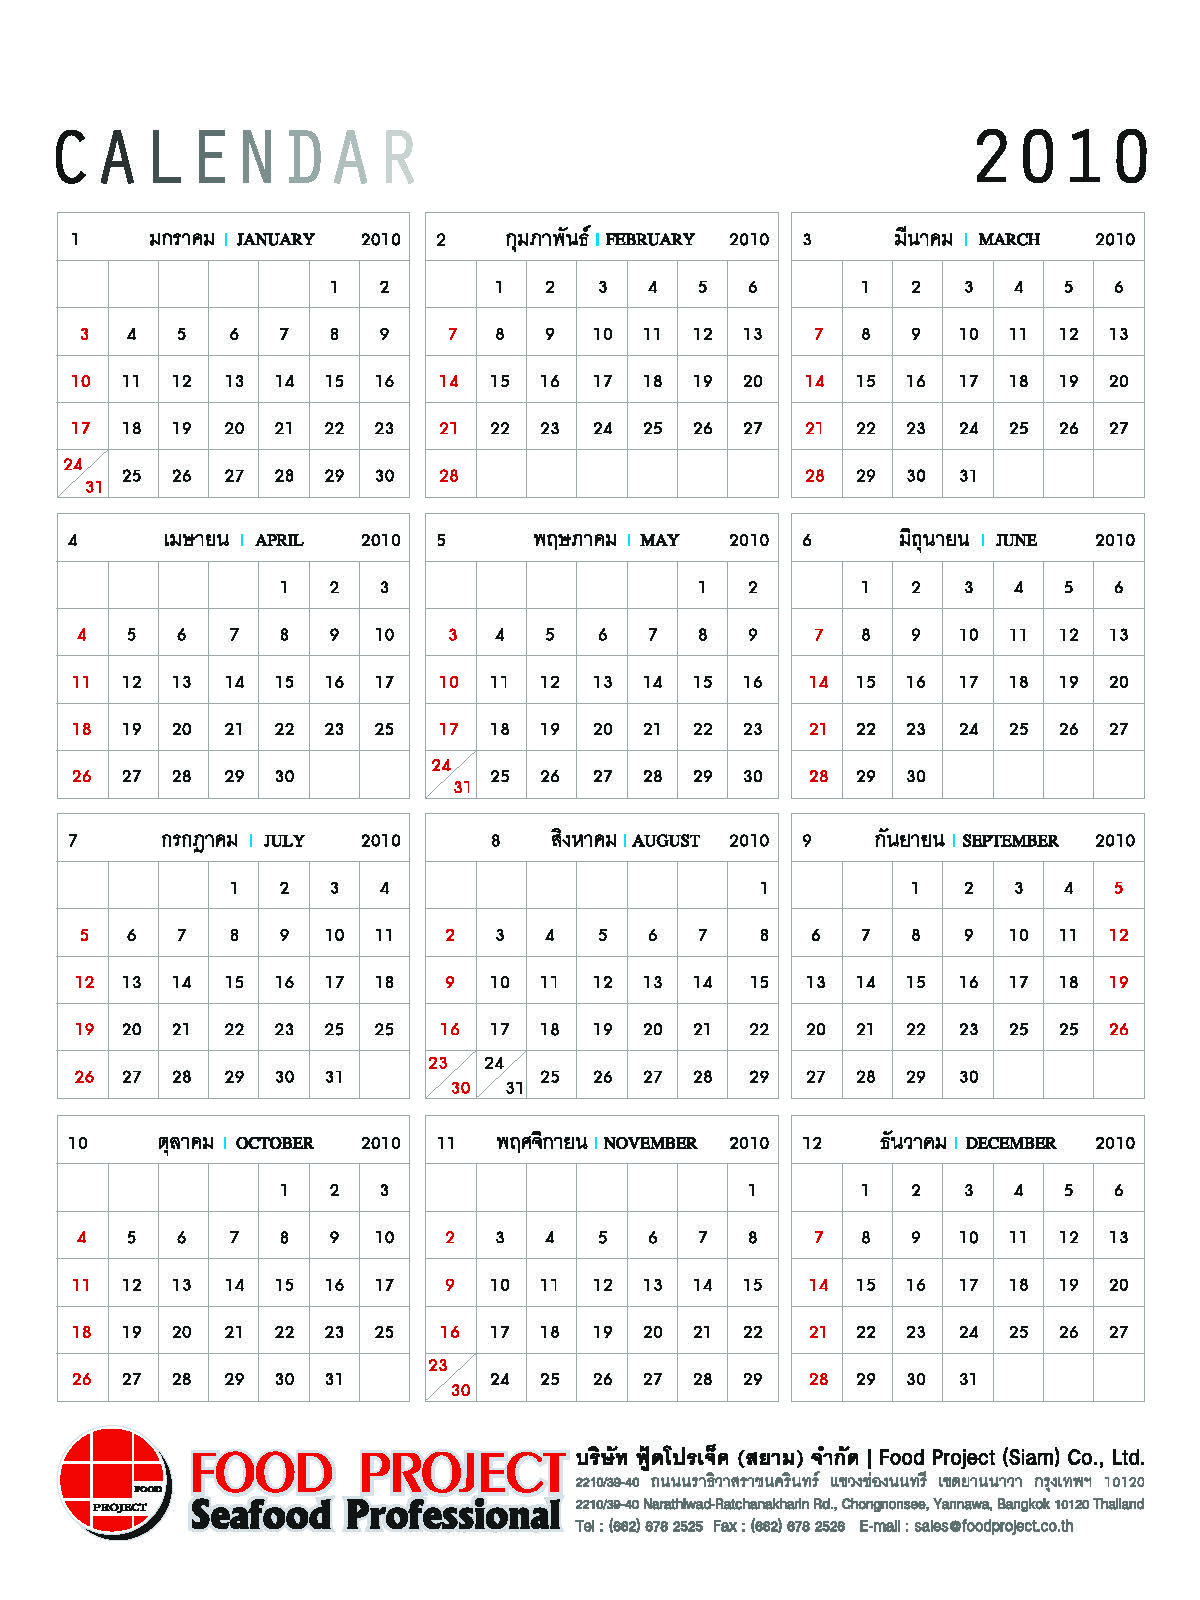 CALENDAR 2010
1 มกราคม | JANUARY 2010
1 2
3 4 5 6 7 8 9
10 11 12 13 14 15 16
17 18 19 20 21 22 23
24/31 25 26 27 28 29 30
2 กุมภาพันธ์ | FEBRUARY 2010
1 2 3 4 5 6
7 8 9 10 11 12 13
14 15 16 17 18 19 20
21 22 23 24 25 26 27
28
3 มีนาคม | MARCH 2010
1 2 3 4 5 6
7 8 9 10 11 12 13
14 15 16 17 18 19 20
21 22 23 24 25 26 27
28 29 30 31
4 เมษายน | APRIL 2010
1 2 3
4 5 6 7 8 9 10
11 12 13 14 15 16 17
18 19 20 21 22 23 25
26 27 28 29 30
5 พฤษภาคม | MAY 2010
1 2
3 4 5 6 7 8 9
10 11 12 13 14 15 16
17 18 19 20 21 22 23
24/31 25 26 27 28 29 30
6 มิถุนายน | JUNE 2010
1 2 3 4 5 6
7 8 9 10 11 12 13
14 15 16 17 18 19 20
21 22 23 24 25 26 27
28 29 30
7 กรกฎาคม | JULY 2010
1 2 3 4
5 6 7 8 9 10 11
12 13 14 15 16 17 18
19 20 21 22 23 25 25
26 27 28 29 30 31
8 สิงหาคม | AUGUST 2010
1
2 3 4 5 6 7 8
9 10 11 12 13 14 15
16 17 18 19 20 21 22
23/30 24/31 25 26 27 28 29
9 กันยายน | SEPTEMBER 2010
1 2 3 4 5
6 7 8 9 10 11 12
13 14 15 16 17 18 19
20 21 22 23 25 25 26
27 28 29 30
10 ตุลาคม | OCTOBER 2010
1 2 3
4 5 6 7 8 9 10
11 12 13 14 15 16 17
18 19 20 21 22 23 25
26 27 28 29 30 31
11 พฤศจิกายน | NOVEMBER 2010
1
2 3 4 5 6 7 8
9 10 11 12 13 14 15
16 17 18 19 20 21 22
23/30 24 25 26 27 28 29
12 ธันวาคม | DECEMBER 2010
1 2 3 4 5 6
7 8 9 10 11 12 13
14 15 16 17 18 19 20
21 22 23 24 25 26 27
28 29 30 31
FOOD
PROJECT
FOOD PROJECT
Seafood Professional
บริษัท ฟู้ดโปรเจ็ค (สยาม) จำกัด | Food Project (Siam) Co., Ltd.
2210/39-40 ถนนนราธิวาสราชนครินทร์ แขวงช่องนนทรี เขตยานนาวา กรุงเทพฯ 10120
2210/39-40 Narathiwad-Ratchanakharin Rd., Chongnonsee, Yannawa, Bangkok 10120 Thailand
Tel : (662) 678 2525 Fax : (662) 678 2526 E-mail : sales@foodproject.co.th